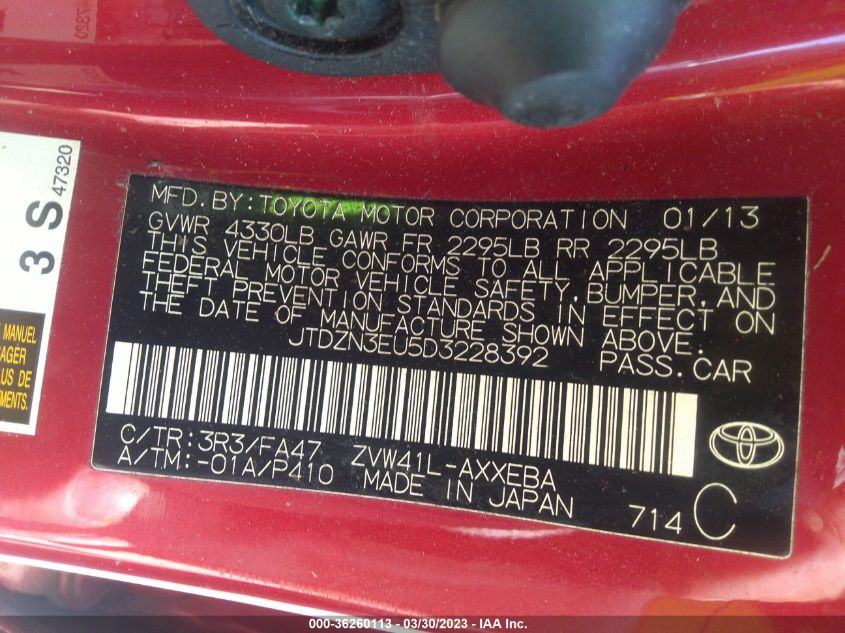 7320
3 S 47320
MANUEL
AGER
LUS DE
MENTS.
MFD. BY: TOYOTA MOTOR CORPORATION 01/13
GVWR 4330LB GAWR FR 2295LB RR 2295LB
THIS VEHICLE CONFORMS TO ALL APPLICABLE
FEDERAL MOTOR VEHICLE SAFETY, BUMPER, AND
THEFT PREVENTION STANDARDS IN EFFECT ON
THE DATE OF MANUFACTURE SHOWN ABOVE.
JTDZN3EU5D3228392 PASS. CAR
C/TR: 3R3/FA47 ZVW41L-AXXEBA
A/TM: -01A/P410 MADE IN JAPAN
714 C
000-36260113 - 03/30/2023 - IAA Inc.